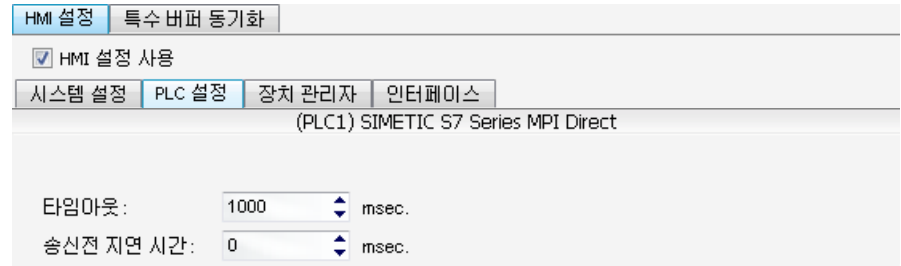 HMI 설정 특수 버퍼 동기화
HMI 설정 사용
시스템 설정 PLC 설정 장치 관리자 인터페이스
(PLC1) SIMETIC S7 Series MPI Direct
타임아웃 : 1000 msec.
송신전 지연 시간 : 0 msec.